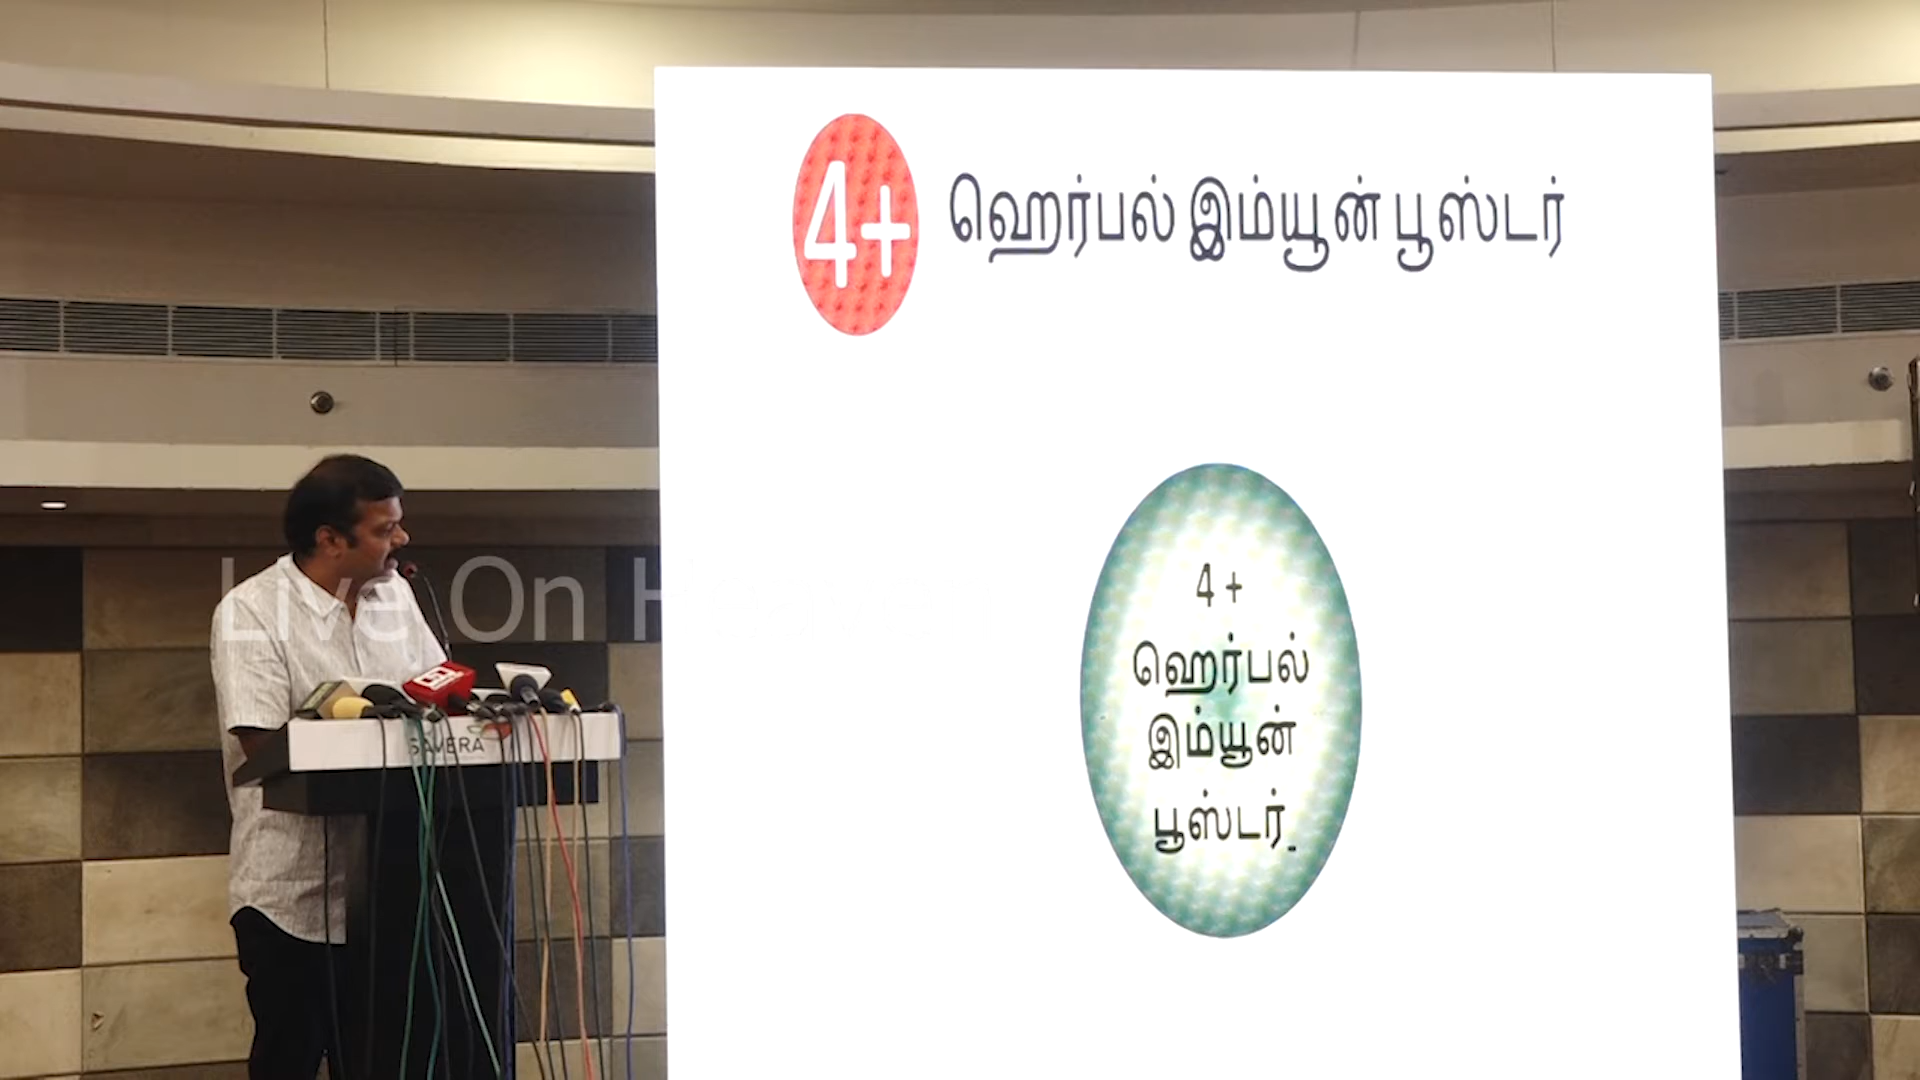 4+ ஹெர்பல் இம்யூன் பூஸ்டர்
4 +
ஹெர்பல்
இம்யூன்
பூஸ்டர்
Live On
SAVERA